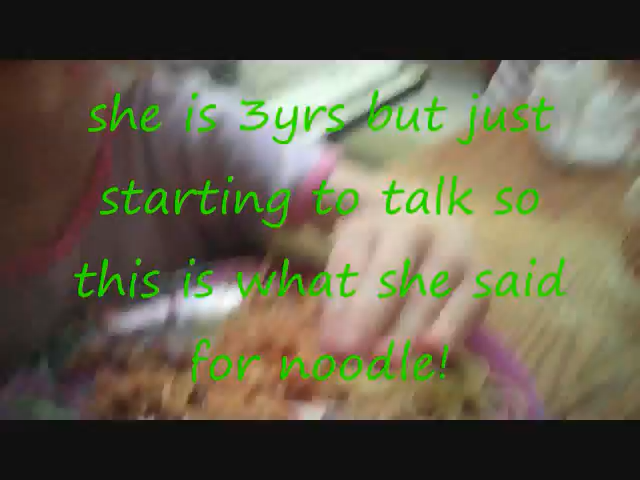 she is 3yrs but just
starting to talk so
this is what she said
for noodle!